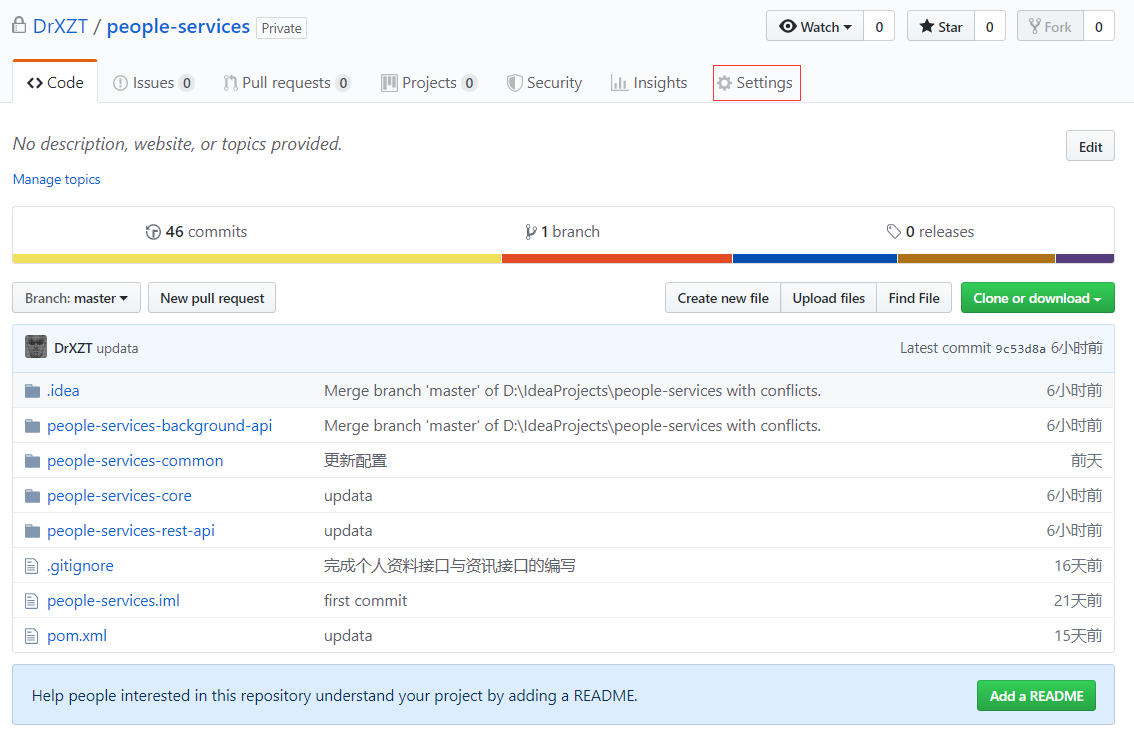 DrXZT / people-services Private Watch 0 Star 0 Fork 0
Code Issues 0 Pull requests 0 Projects 0 Security Insights Settings
No description, website, or topics provided. Edit
Manage topics
46 commits 1 branch 0 releases
Branch: master New pull request Create new file Upload files Find File Clone or download
DrXZT updata Latest commit 9c53d8a 6小时前
.idea Merge branch 'master' of D:\IdeaProjects\people-services with conflicts. 6小时前
people-services-background-api Merge branch 'master' of D:\IdeaProjects\people-services with conflicts. 6小时前
people-services-common 更新配置 前天
people-services-core updata 6小时前
people-services-rest-api updata 6小时前
.gitignore 完成个人资料接口与资讯接口的编写 16天前
people-services.iml first commit 21天前
pom.xml updata 15天前
Help people interested in this repository understand your project by adding a README. Add a README